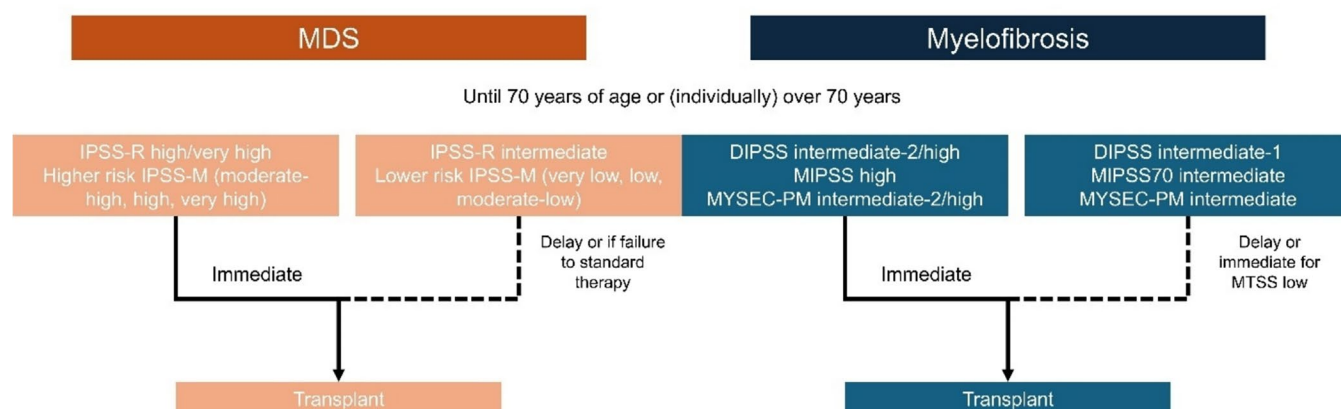 MDS
Myelofibrosis
Until 70 years of age or (individually) over 70 years
IPSS-R high/very high
Higher risk IPSS-M (moderate-
high, high, very high)
IPSS-R intermediate
Lower risk IPSS-M (very low, low,
moderate-low)
DIPSS intermediate-2/high
MIPSS high
MYSEC-PM intermediate-2/high
DIPSS intermediate-1
MIPSS70 intermediate
MYSEC-PM intermediate
Immediate
Delay or if failure
to standard
therapy
Immediate
Delay or
immediate for
MTSS low
Transplant
Transplant